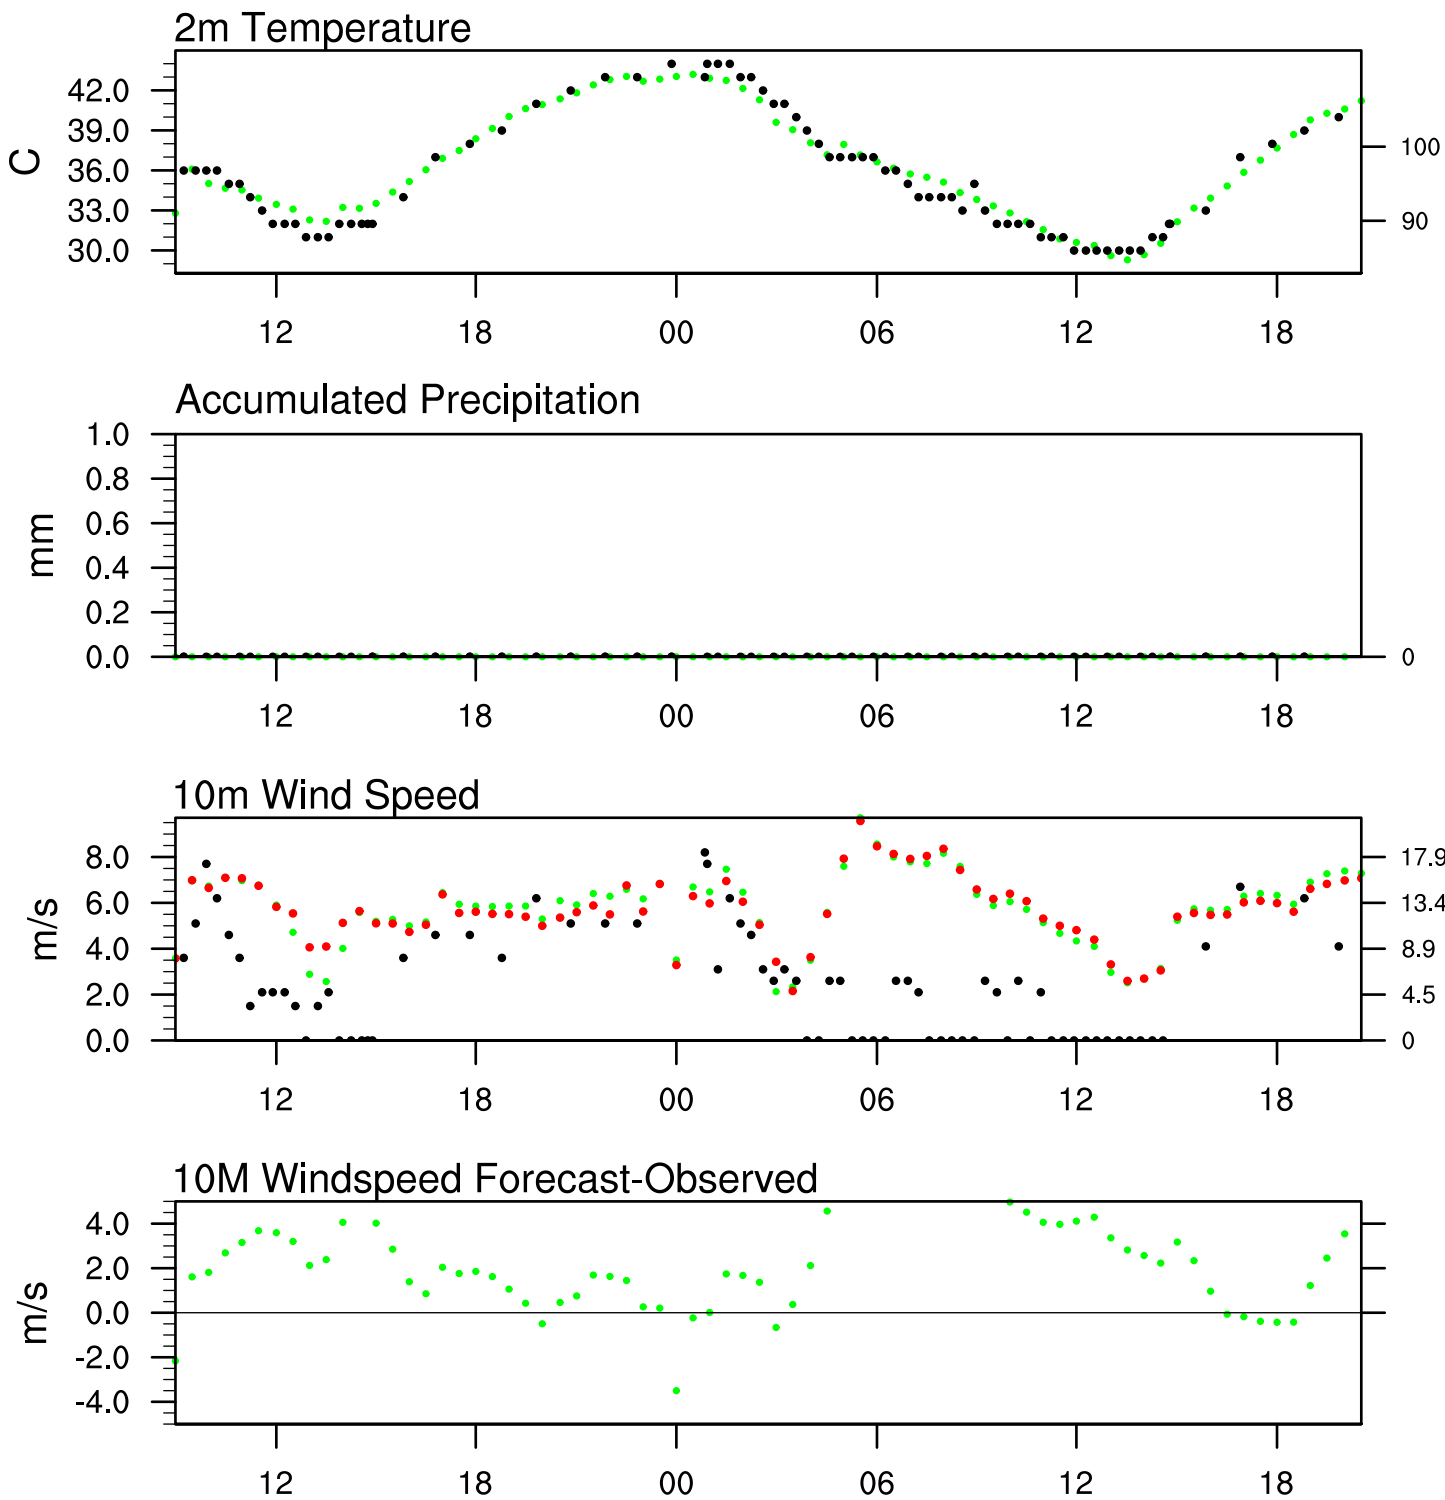 2m Temperature
42.0
39.0
36.0
33.0
30.0
C
100
90
12 18 00 06 12 18
Accumulated Precipitation
1.0
0.8
0.6
0.4
0.2
0.0
mm
0
12 18 00 06 12 18
10m Wind Speed
8.0
6.0
4.0
2.0
0.0
m/s
17.9
13.4
8.9
4.5
0
12 18 00 06 12 18
10M Windspeed Forecast-Observed
4.0
2.0
0.0
-2.0
-4.0
m/s
12 18 00 06 12 18